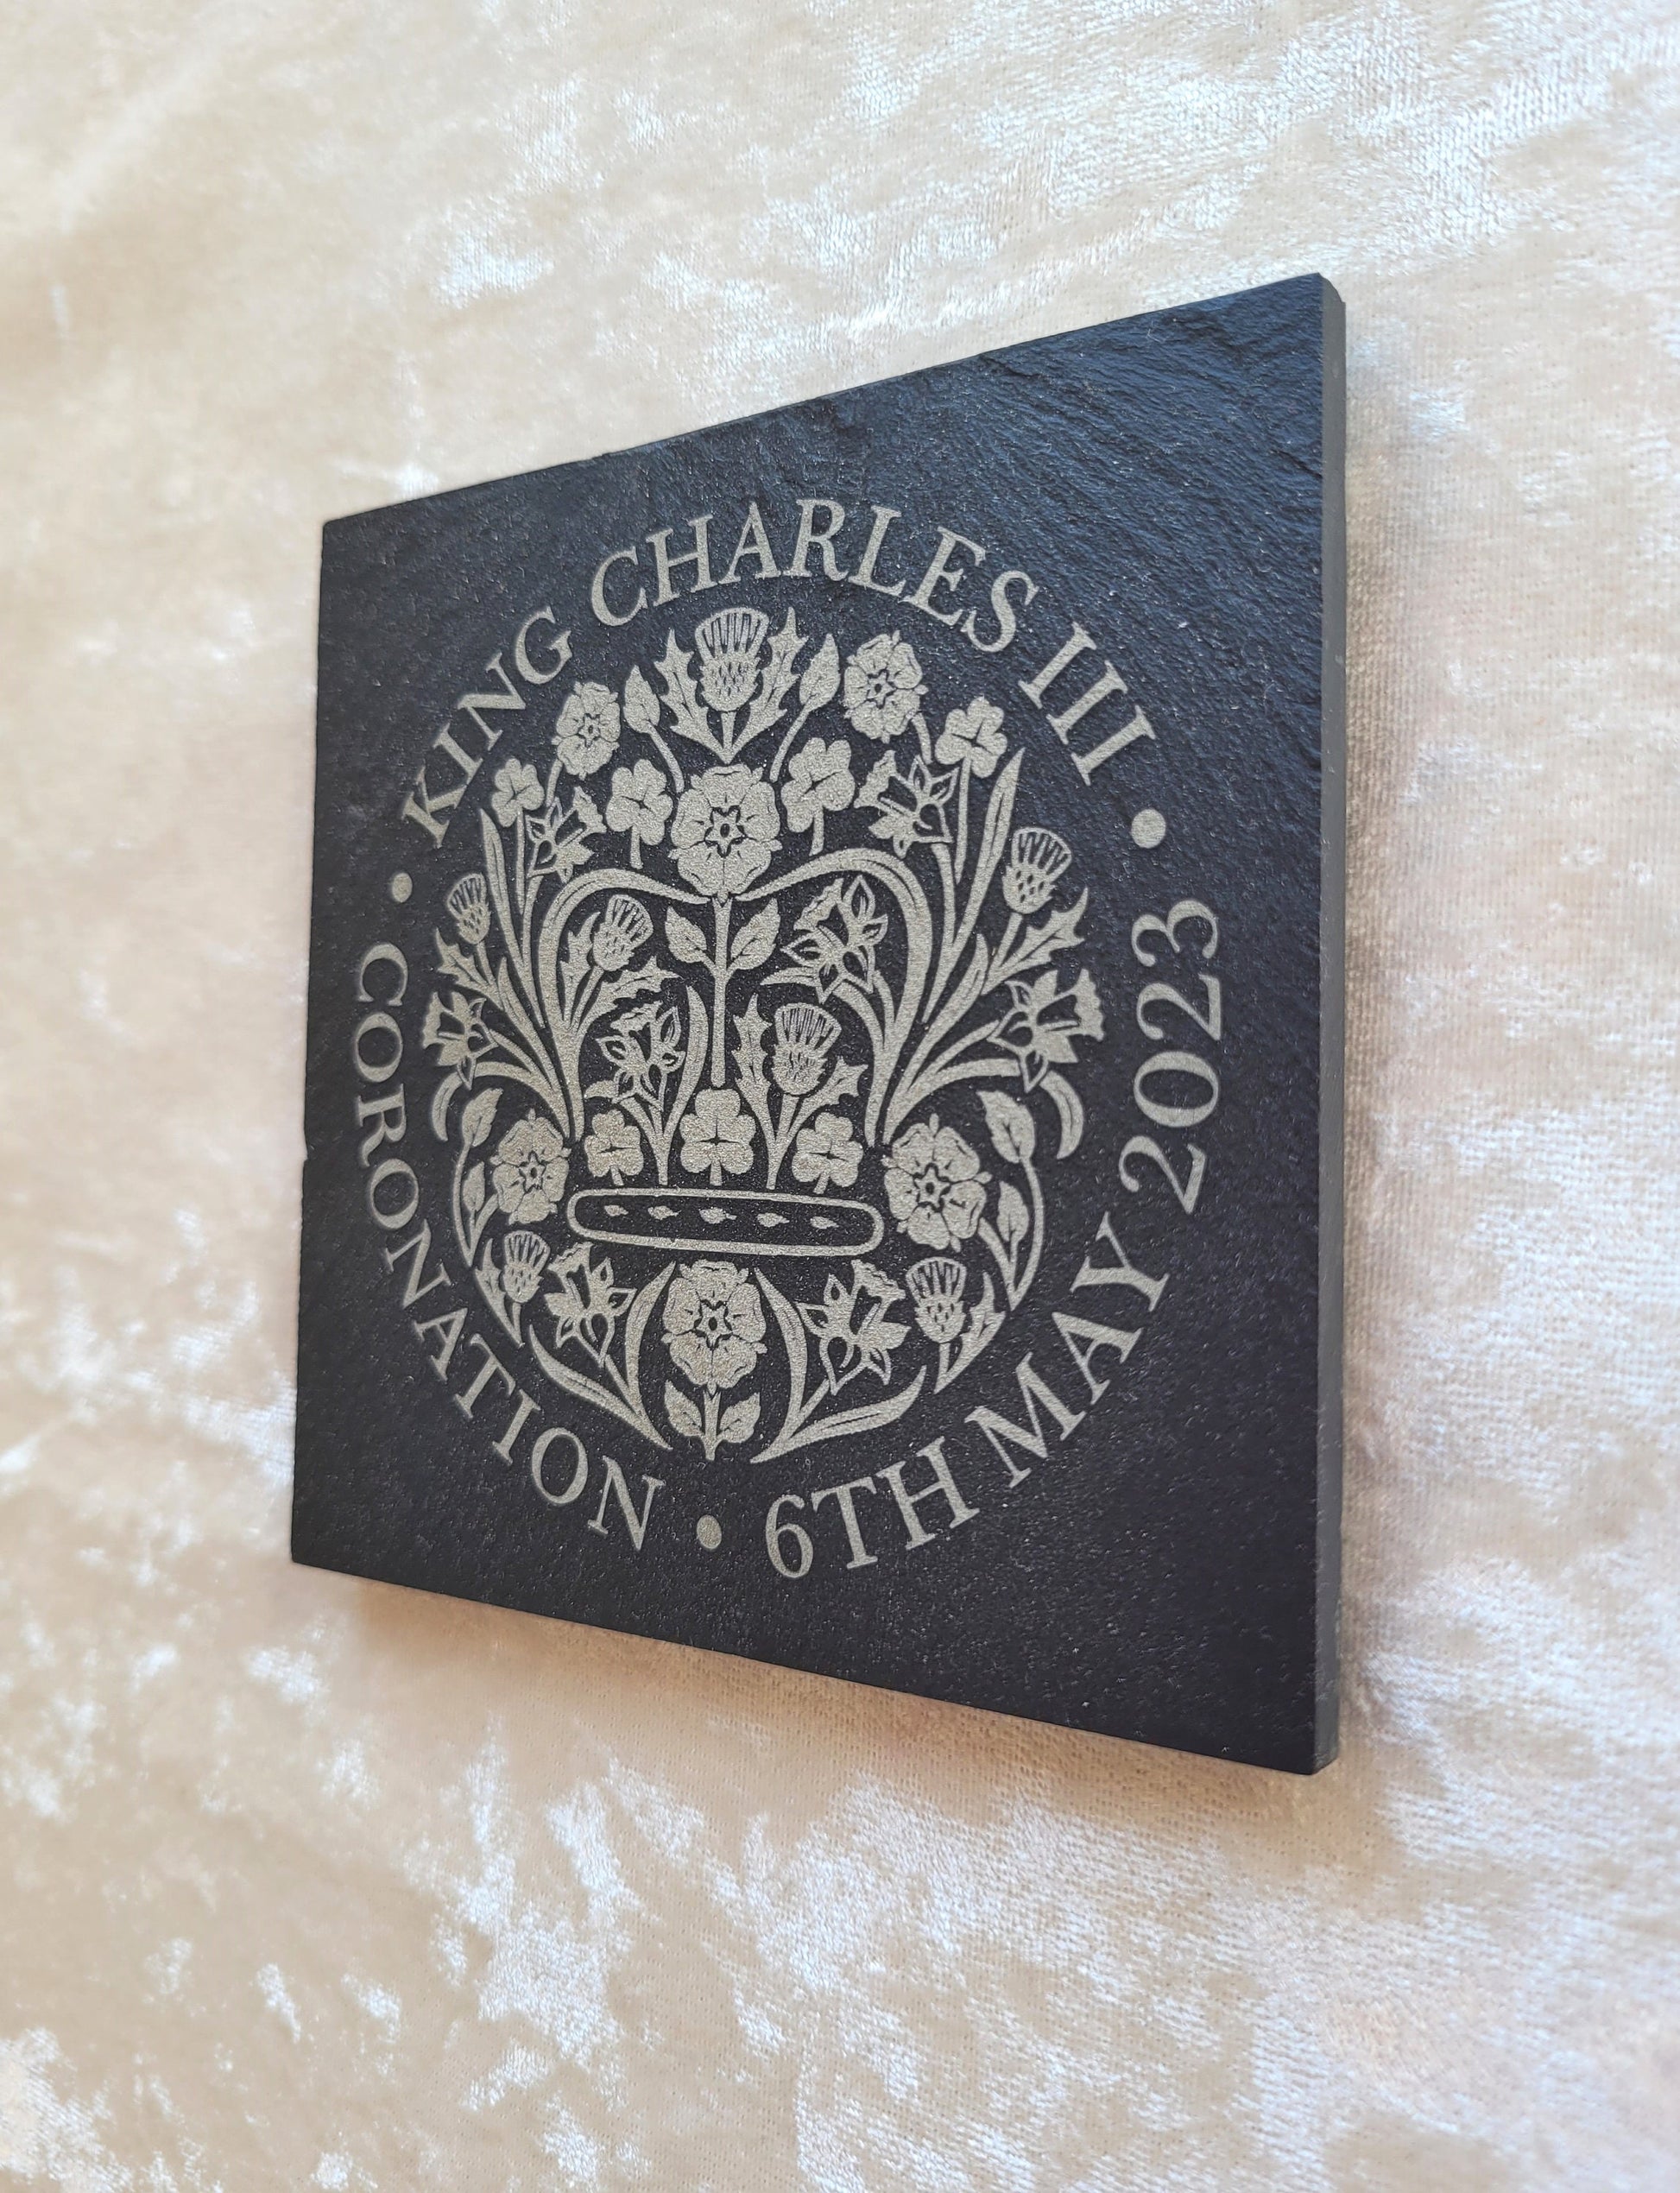 • KING CHARLES III •
6TH MAY 2023
• CORONATION